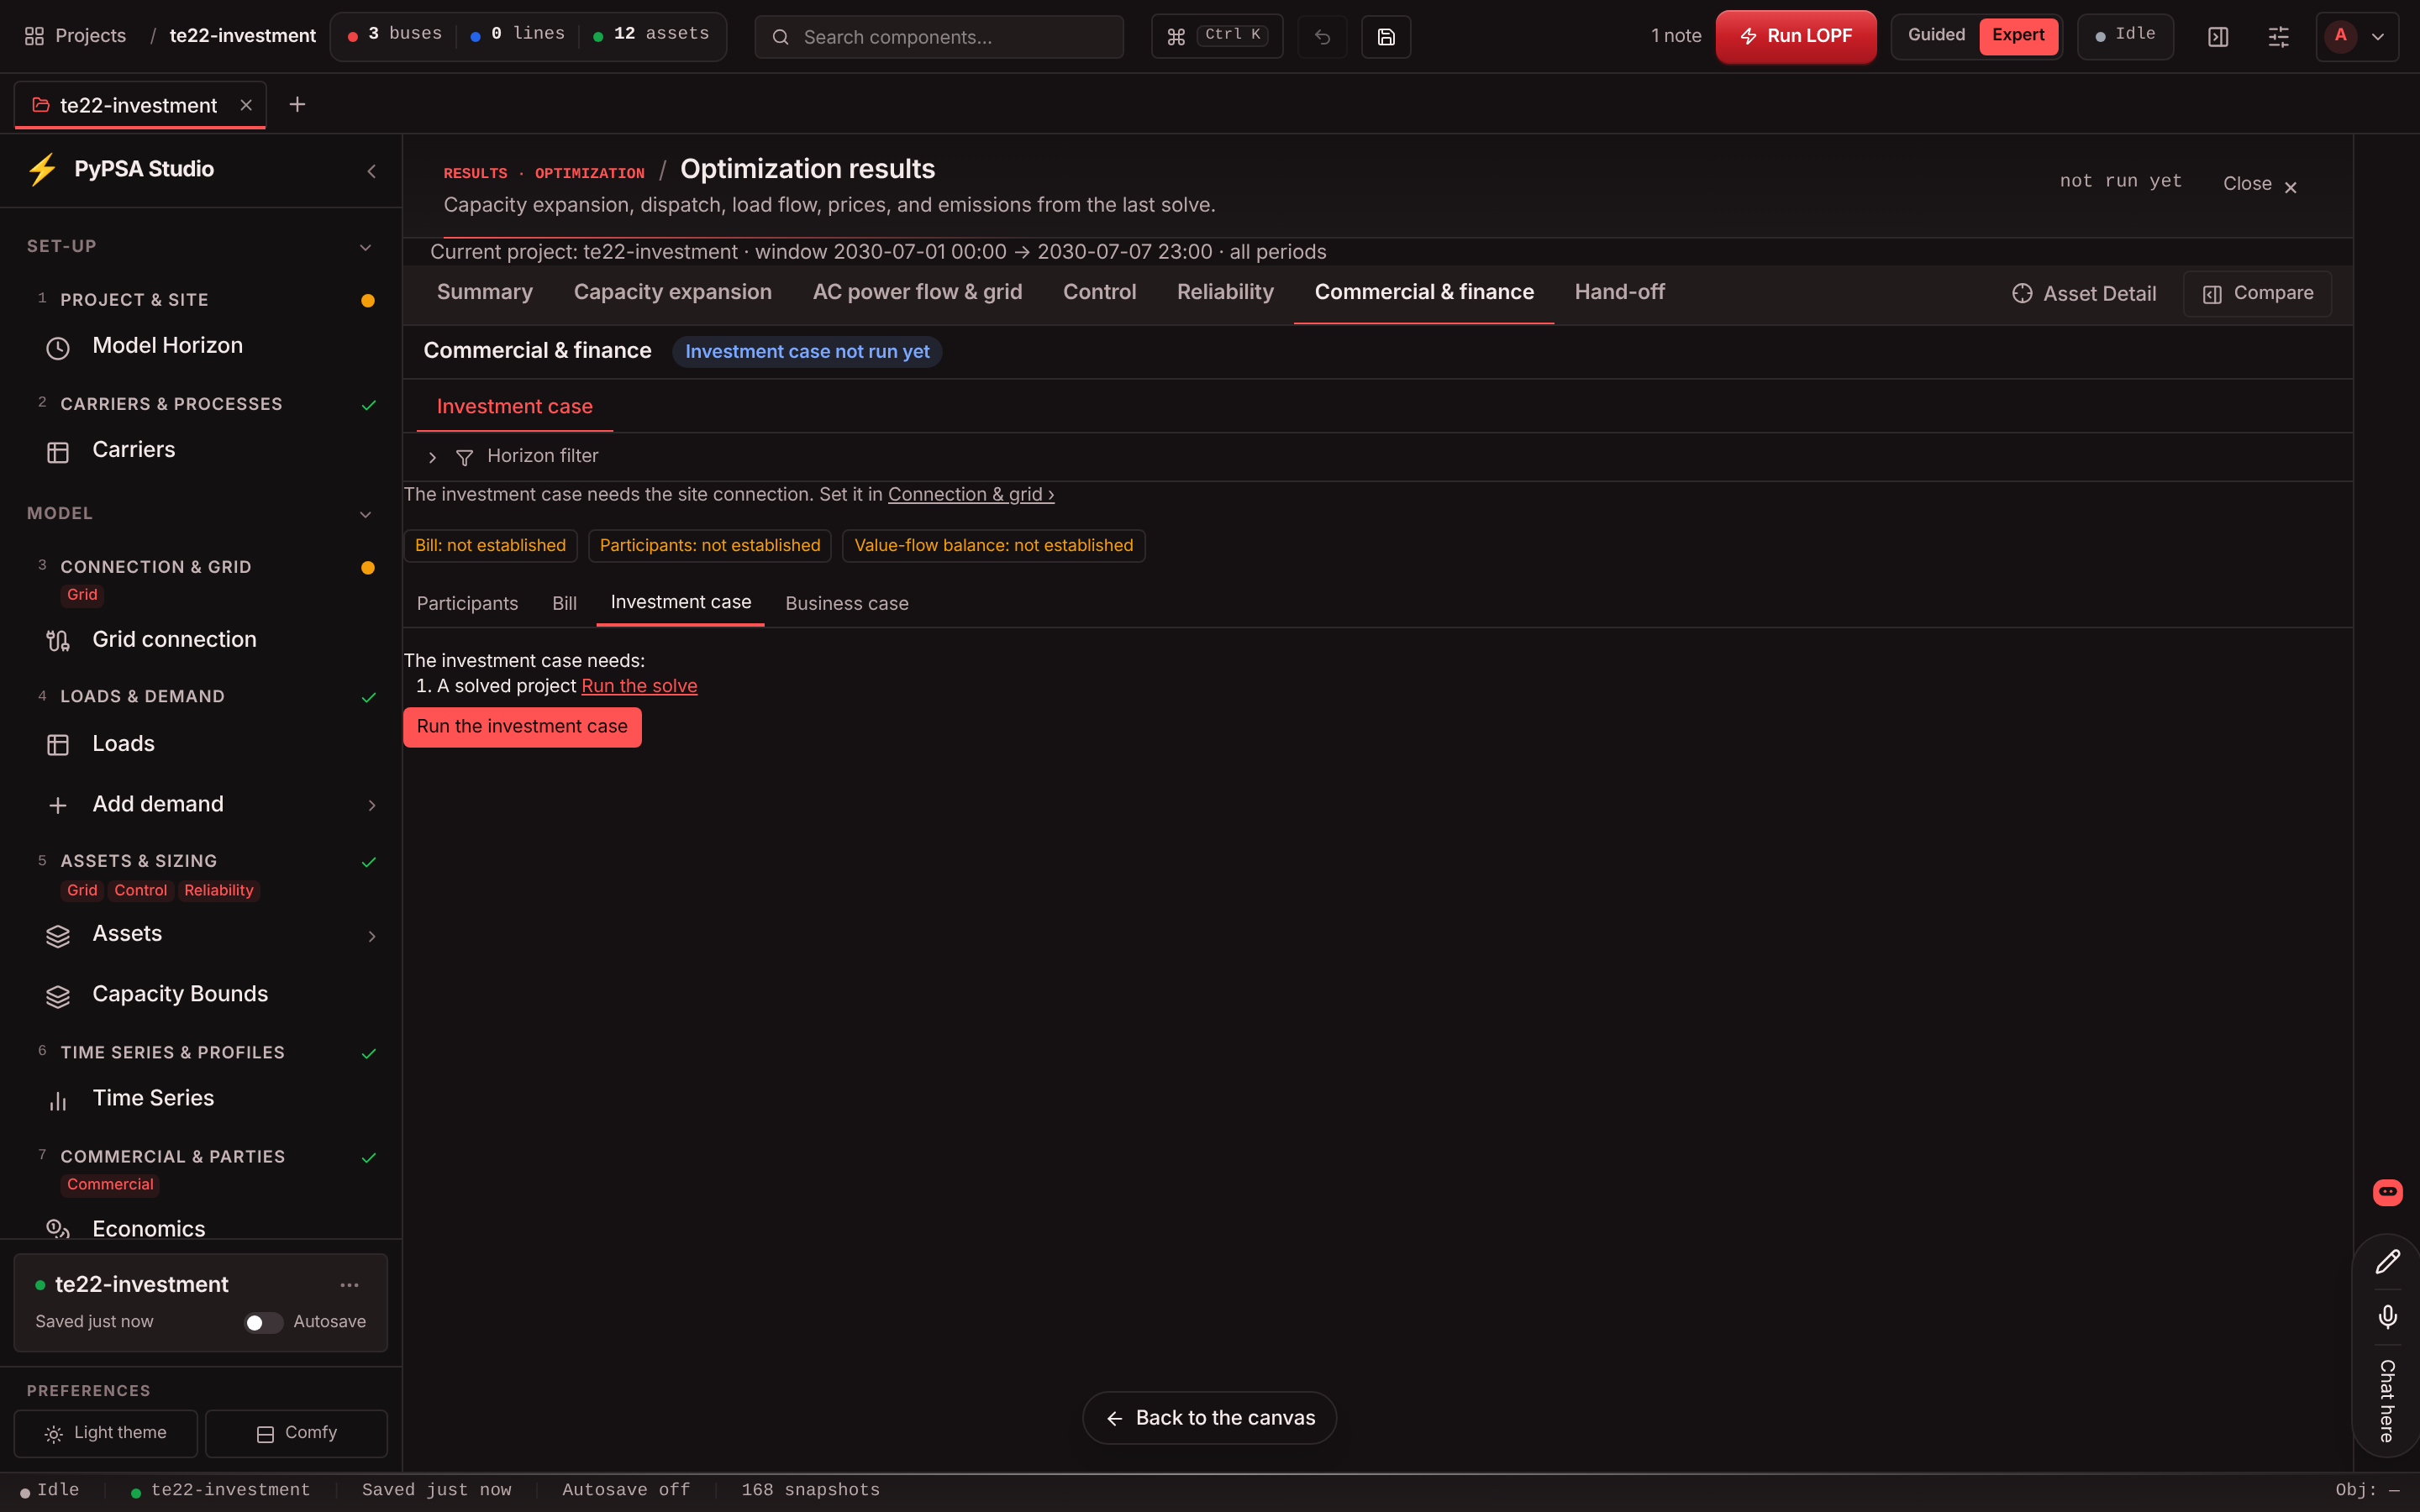 Projects / te22-investment 3 buses 0 lines 12 assets Search components... Ctrl K 1 note Run LOPF Guided Expert Idle A
te22-investment
PyPSA Studio
SET-UP
1 PROJECT & SITE
Model Horizon
2 CARRIERS & PROCESSES
Carriers
MODEL
3 CONNECTION & GRID
Grid
Grid connection
4 LOADS & DEMAND
Loads
Add demand
5 ASSETS & SIZING
Grid Control Reliability
Assets
Capacity Bounds
6 TIME SERIES & PROFILES
Time Series
7 COMMERCIAL & PARTIES
Commercial
Economics
te22-investment
Saved just now Autosave
PREFERENCES
Light theme Comfy
RESULTS · OPTIMIZATION / Optimization results
not run yet Close
Capacity expansion, dispatch, load flow, prices, and emissions from the last solve.
Current project: te22-investment · window 2030-07-01 00:00 → 2030-07-07 23:00 · all periods
Summary Capacity expansion AC power flow & grid Control Reliability Commercial & finance Hand-off Asset Detail Compare
Commercial & finance Investment case not run yet
Investment case
Horizon filter
The investment case needs the site connection. Set it in Connection & grid ›
Bill: not established Participants: not established Value-flow balance: not established
Participants Bill Investment case Business case
The investment case needs:
1. A solved project Run the solve
Run the investment case
Back to the canvas
Chat here
Idle te22-investment Saved just now Autosave off 168 snapshots Obj: —